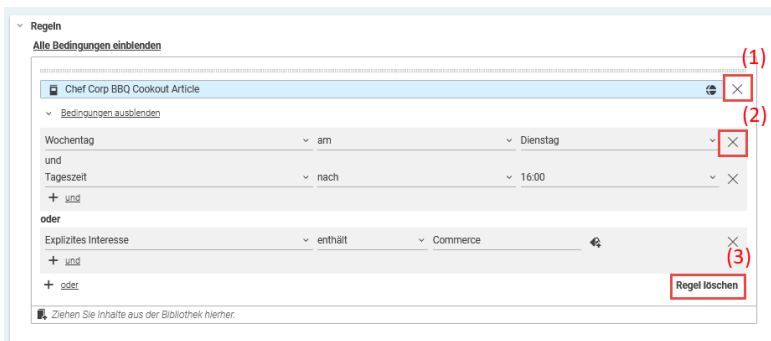 Regeln
Alle Bedingungen einblenden
(1)
Chef Corp BBQ Cookout Article
(2)
Bedingungen ausblenden
Wochentag am Dienstag
und
Tageszeit nach 16:00
+ und
oder
Explizites Interesse enthält Commerce
(3)
+ und
+ oder Regel löschen
Ziehen Sie Inhalte aus der Bibliothek hierher.